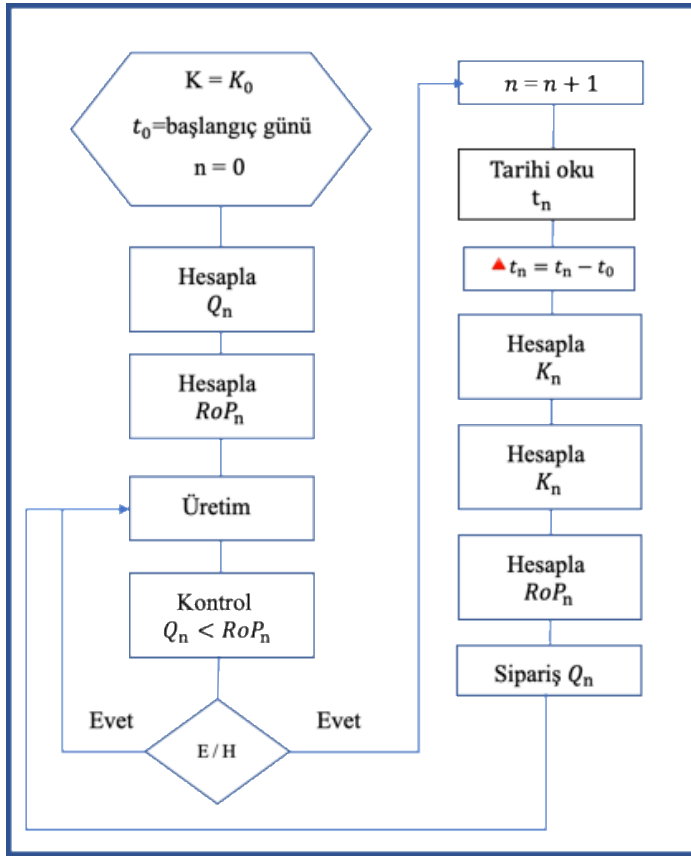 K = K₀
t₀=başlangıç günü
n = 0
Hesapla
Qₙ
Hesapla
RoPₙ
Üretim
Kontrol
Qₙ < RoPₙ
Evet
E / H
Evet
n = n + 1
Tarihi oku
tₙ
▲ tₙ = tₙ − t₀
Hesapla
Kₙ
Hesapla
Kₙ
Hesapla
RoPₙ
Sipariş Qₙ